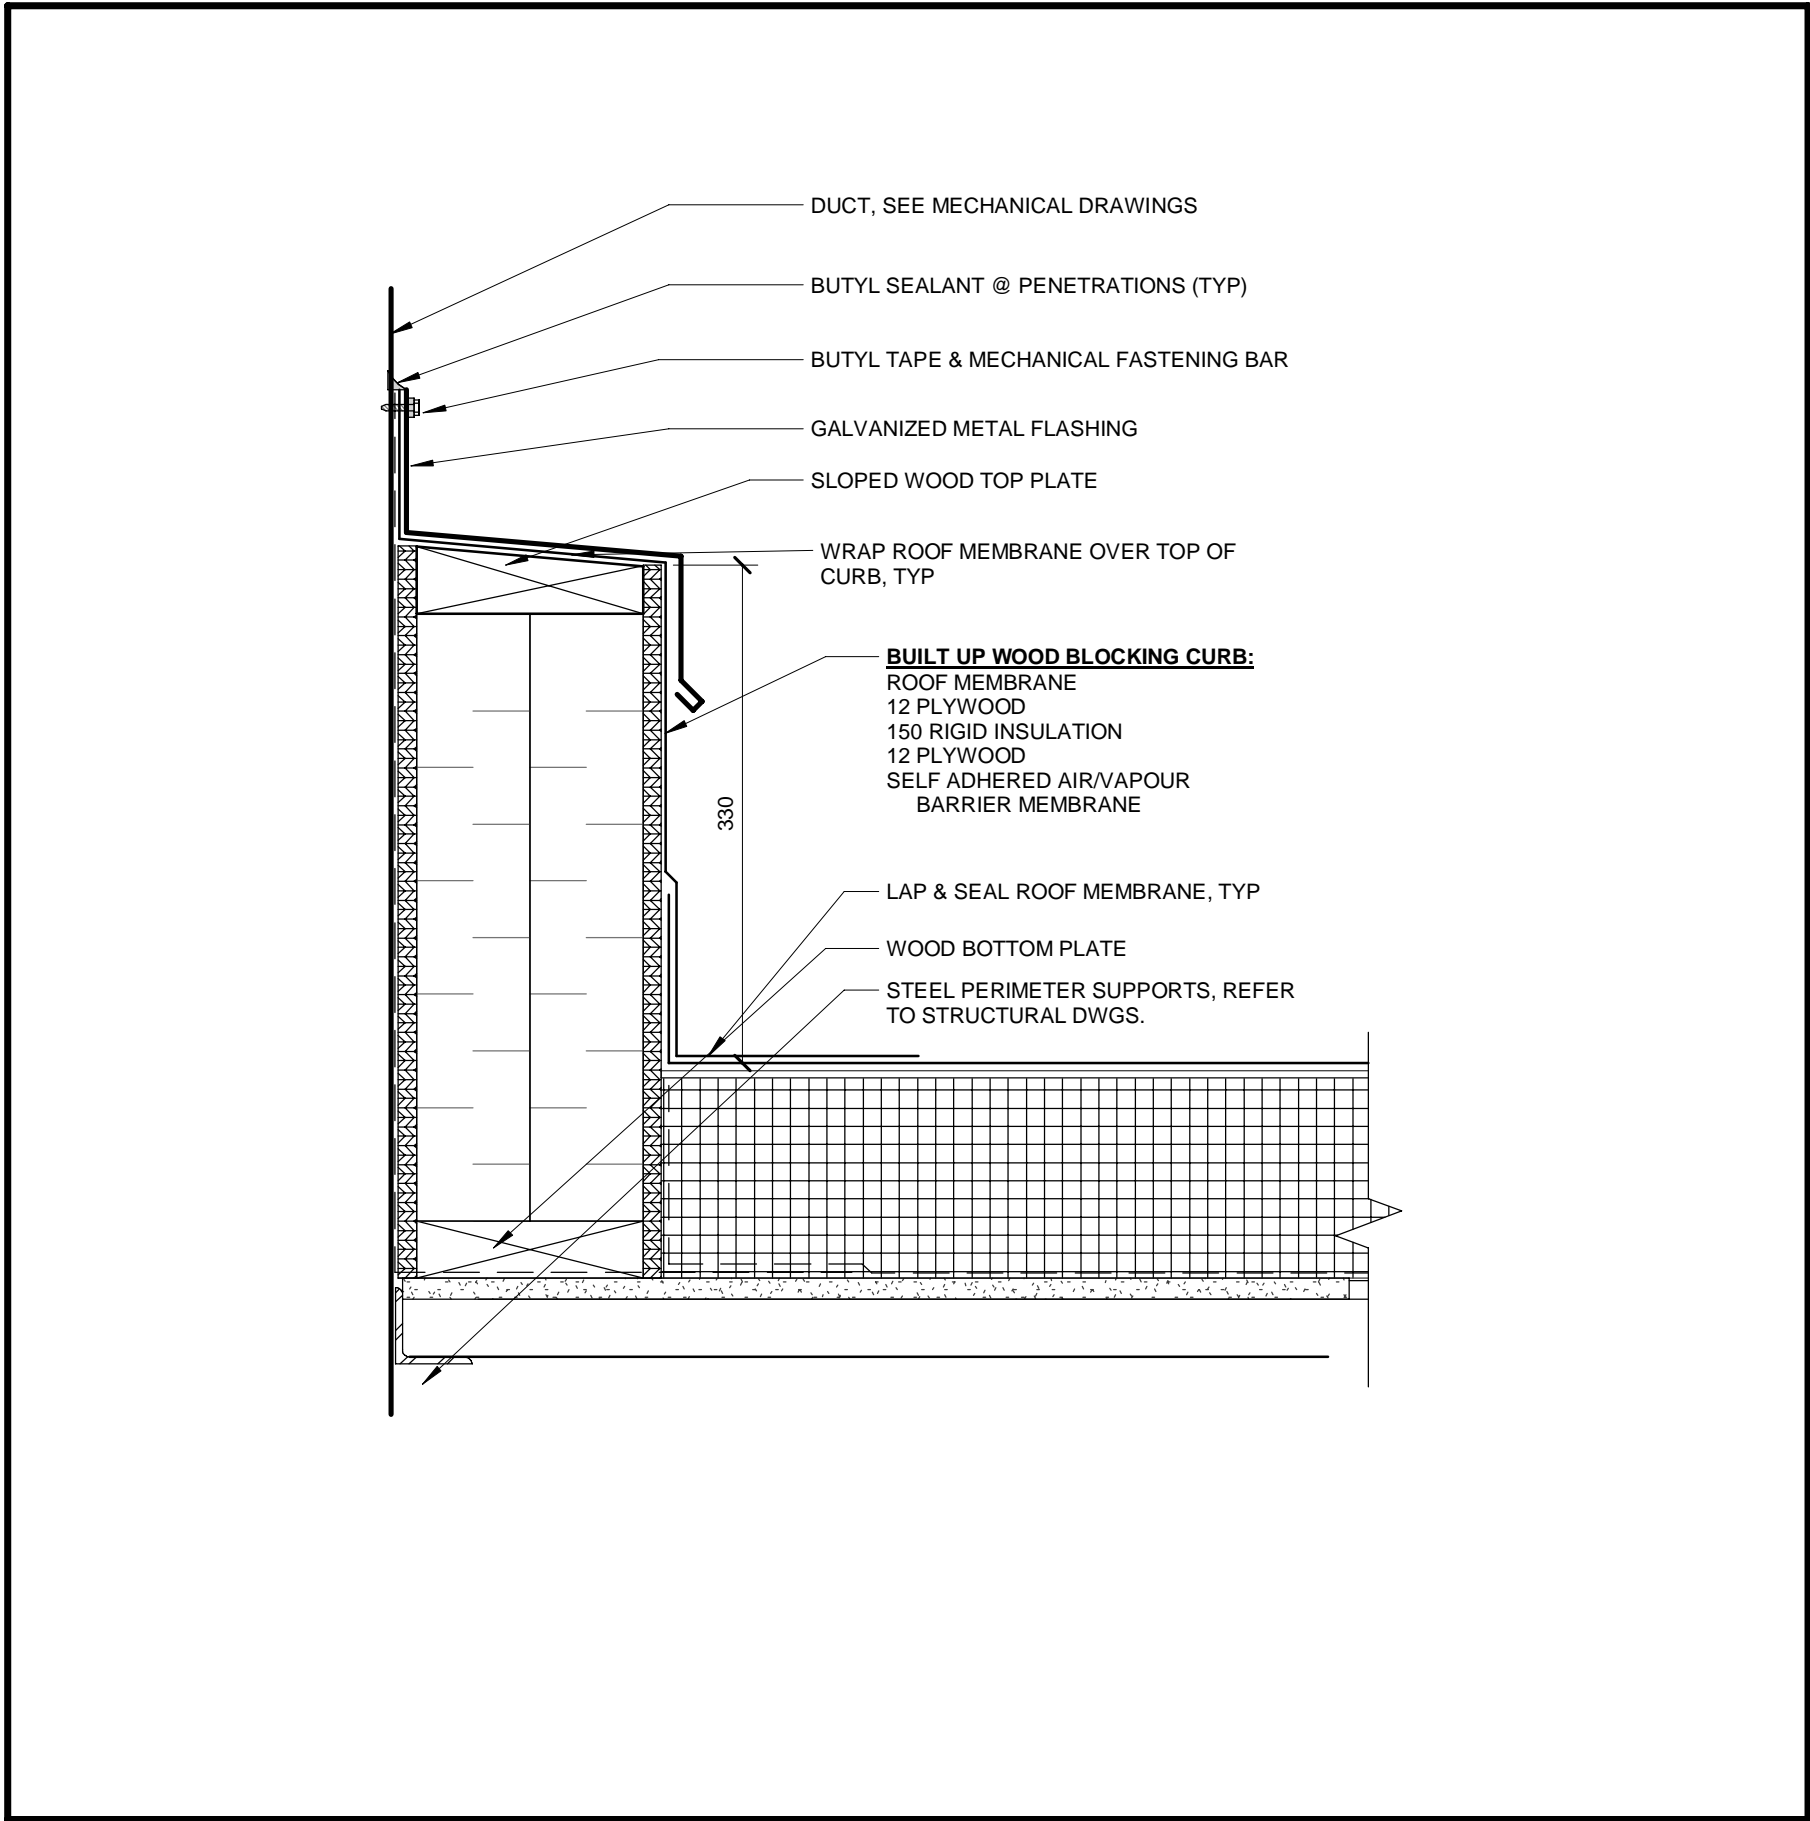 DUCT, SEE MECHANICAL DRAWINGS
BUTYL SEALANT @ PENETRATIONS (TYP)
BUTYL TAPE & MECHANICAL FASTENING BAR
GALVANIZED METAL FLASHING
SLOPED WOOD TOP PLATE
WRAP ROOF MEMBRANE OVER TOP OF
CURB, TYP
BUILT UP WOOD BLOCKING CURB:
ROOF MEMBRANE
12 PLYWOOD
150 RIGID INSULATION
12 PLYWOOD
SELF ADHERED AIR/VAPOUR
BARRIER MEMBRANE
330
LAP & SEAL ROOF MEMBRANE, TYP
WOOD BOTTOM PLATE
STEEL PERIMETER SUPPORTS, REFER
TO STRUCTURAL DWGS.